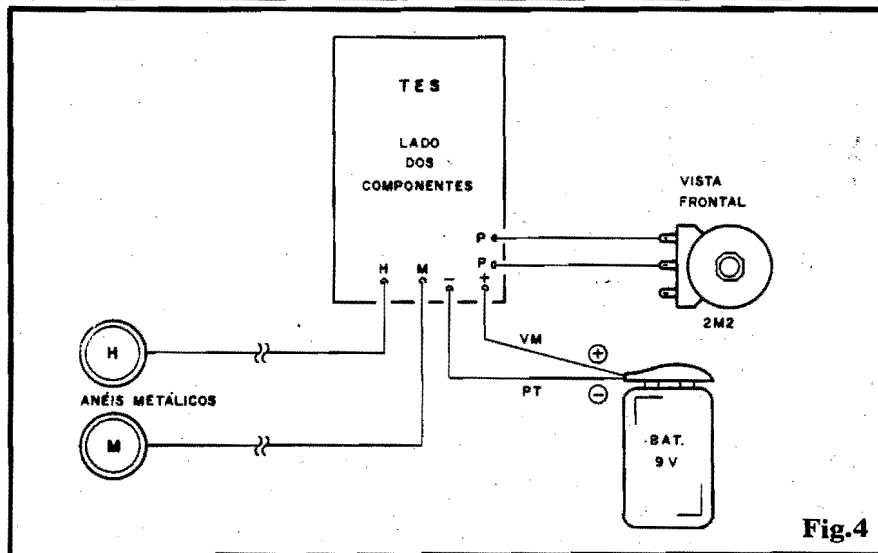 TES
LADO
DOS
COMPONENTES
VISTA
FRONTAL
P
P
H M − +
2M2
VM
+
PT
−
H
ANÉIS METÁLICOS
M
BAT.
9 V
Fig.4